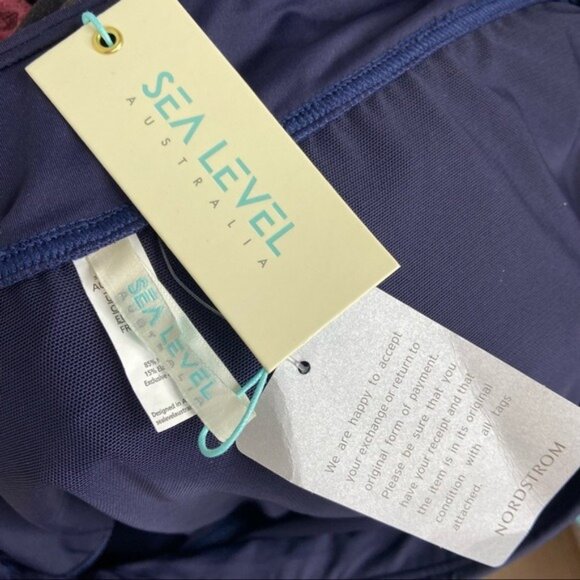 SEA LEVEL
AUSTRALIA
SEA LEVEL
85%
15%
Exclusive
Designed in
We are happy to accept
your exchange or return to
original form of payment.
Please be sure that you
have your receipt and that
the item is in its original
condition with all tags
attached.
NORDSTROM